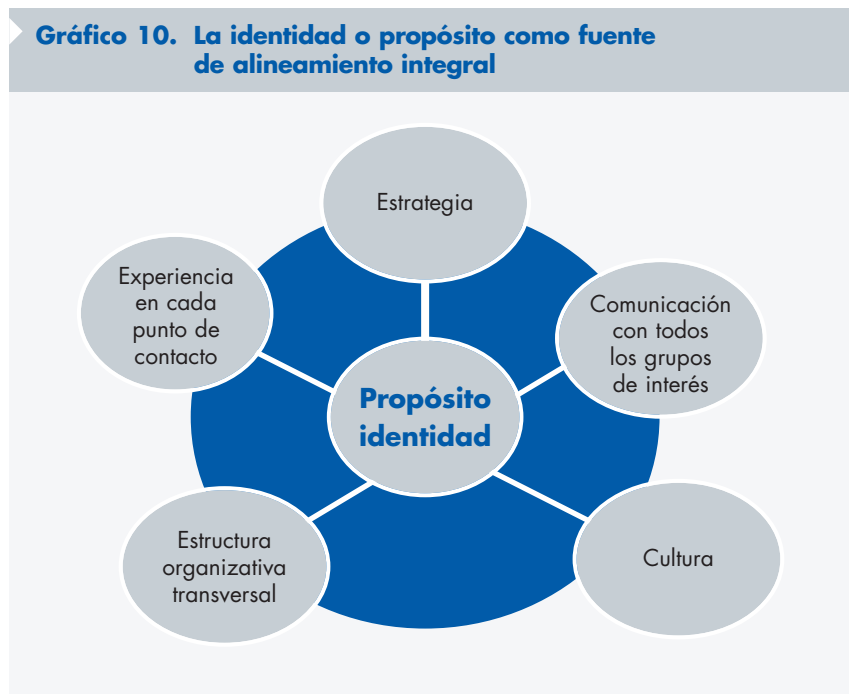 Gráfico 10. La identidad o propósito como fuente
de alineamiento integral
Estrategia
Experiencia
en cada
punto de
contacto
Comunicación
con todos
los grupos
de interés
Propósito
identidad
Estructura
organizativa
transversal
Cultura